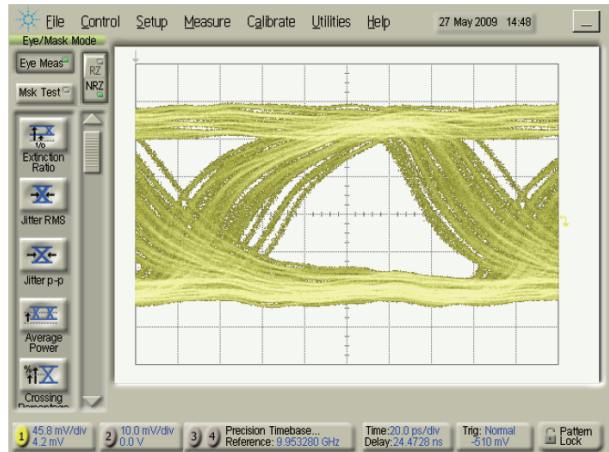 File Control Setup Measure Calibrate Utilities Help 27 May 2009 14:48
Eye/Mask Mode
Eye Meas
RZ
NRZ
Msk Test
1/0
Extinction
Ratio
Jitter RMS
Jitter p-p
Average
Power
%
Crossing
Percentage
1 45.8 mV/div
4.2 mV
2 10.0 mV/div
0.0 V
3 4 Precision Timebase...
Reference: 9.953280 GHz
Time:20.0 ps/div
Delay:24.4728 ns
Trig: Normal
-510 mV
Pattern
Lock